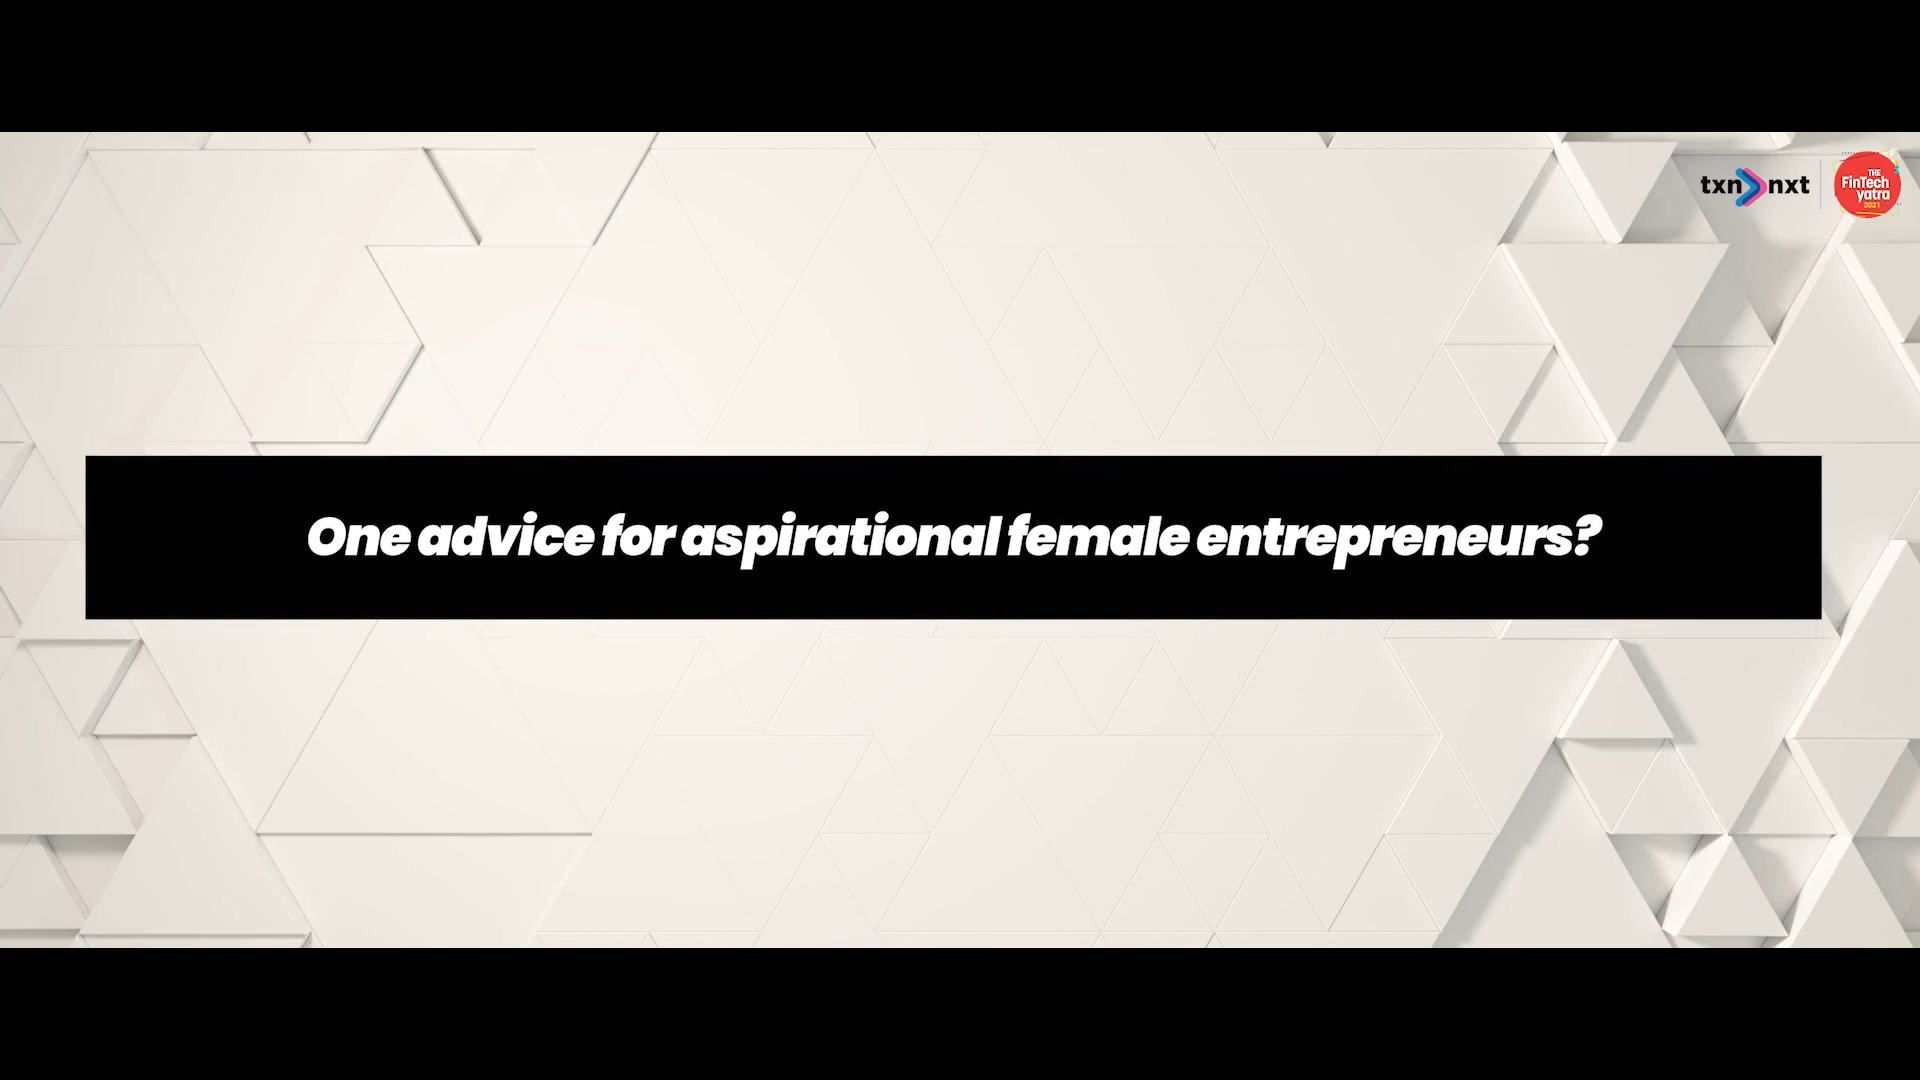 txn nxt
THE
FinTech
yatra
2021
One advice for aspirational female entrepreneurs?